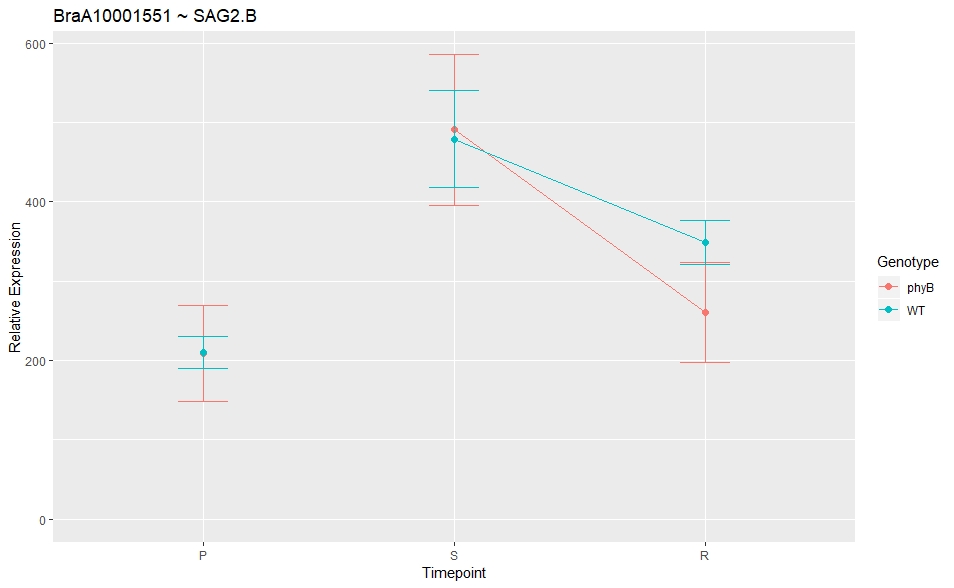 BraA10001551 ~ SAG2.B
600
400
200
0
Relative Expression
P
S
R
Timepoint
Genotype
phyB
WT